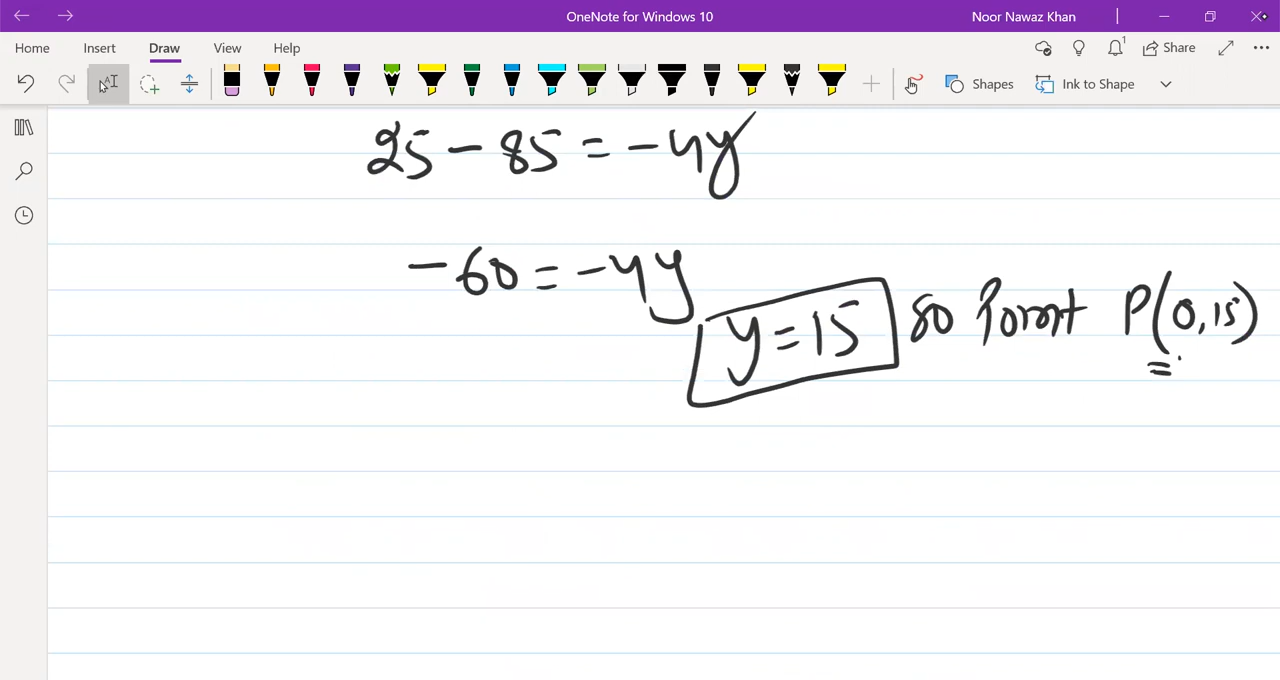 OneNote for Windows 10
Noor Nawaz Khan
Home Insert Draw View Help
1
Share
Ink to Shape
Shapes
25 - 85 = -4y
-60 = -4y
y = 15 so Point P(0,15)